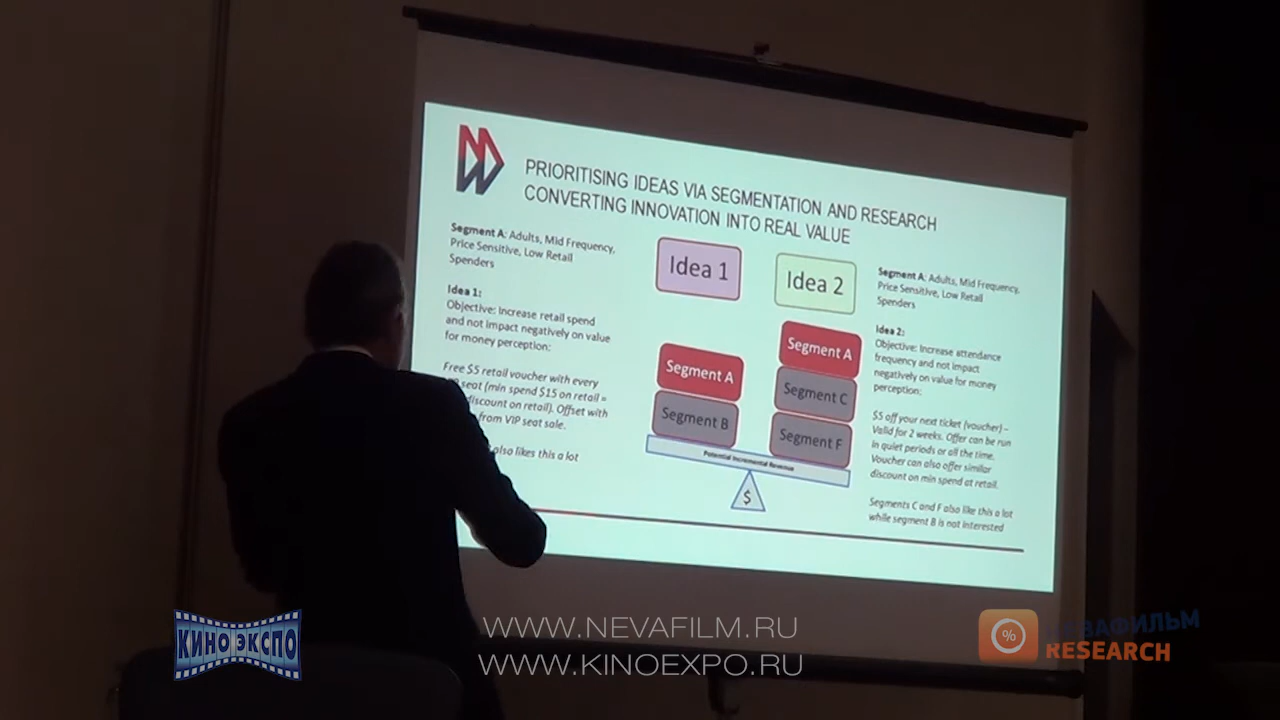 PRIORITISING IDEAS VIA SEGMENTATION AND RESEARCH
CONVERTING INNOVATION INTO REAL VALUE
Segment A: Adults, Mid Frequency,
Price Sensitive, Low Retail
Spenders
Idea 1:
Objective: Increase retail spend
and not impact negatively on value
for money perception:
Free $5 retail voucher with every
seat (min spend $15 on retail =
discount on retail). Offset with
from VIP seat sale.
also likes this a lot
Idea 1
Idea 2
Segment A
Segment B
Segment A
Segment C
Segment F
Potential Incremental Revenue
$
Segment A: Adults, Mid Frequency,
Price Sensitive, Low Retail
Spenders
Idea 2:
Objective: Increase attendance
frequency and not impact
negatively on value for money
perception:
$5 off your next ticket (voucher) –
Valid for 2 weeks. Offer can be run
in quiet periods or all the time.
Voucher can also offer similar
discount on min spend at retail.
Segments C and F also like this a lot
while segment B is not interested
КИНО ЭКСПО
WWW.NEVAFILM.RU
WWW.KINOEXPO.RU
%
RESEARCH